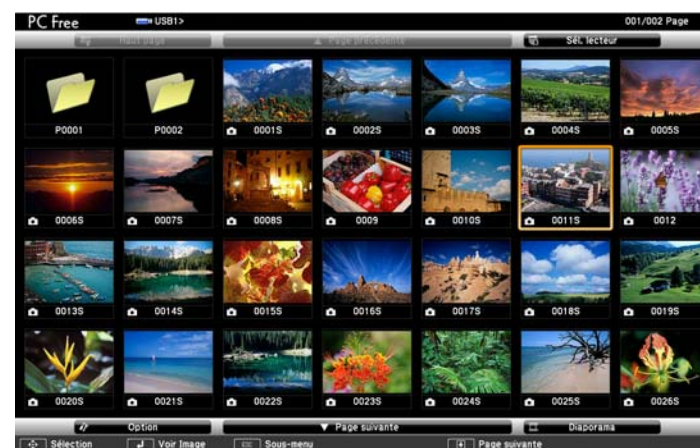 PC Free USB1> 001/002 Page
Haut page ▲ Page précédente Sél. lecteur
P0001 P0002 0001S 0002S 0003S 0004S 0005S
0006S 0007S 0008S 0009 0010S 0011S 0012
0013S 0014S 0015S 0016S 0017S 0018S 0019S
0020S 0021S 0022S 0023S 0024S 0025S 0026S
Option ▼ Page suivante Diaporama
Sélection Voir Image Esc Sous-menu Page suivante